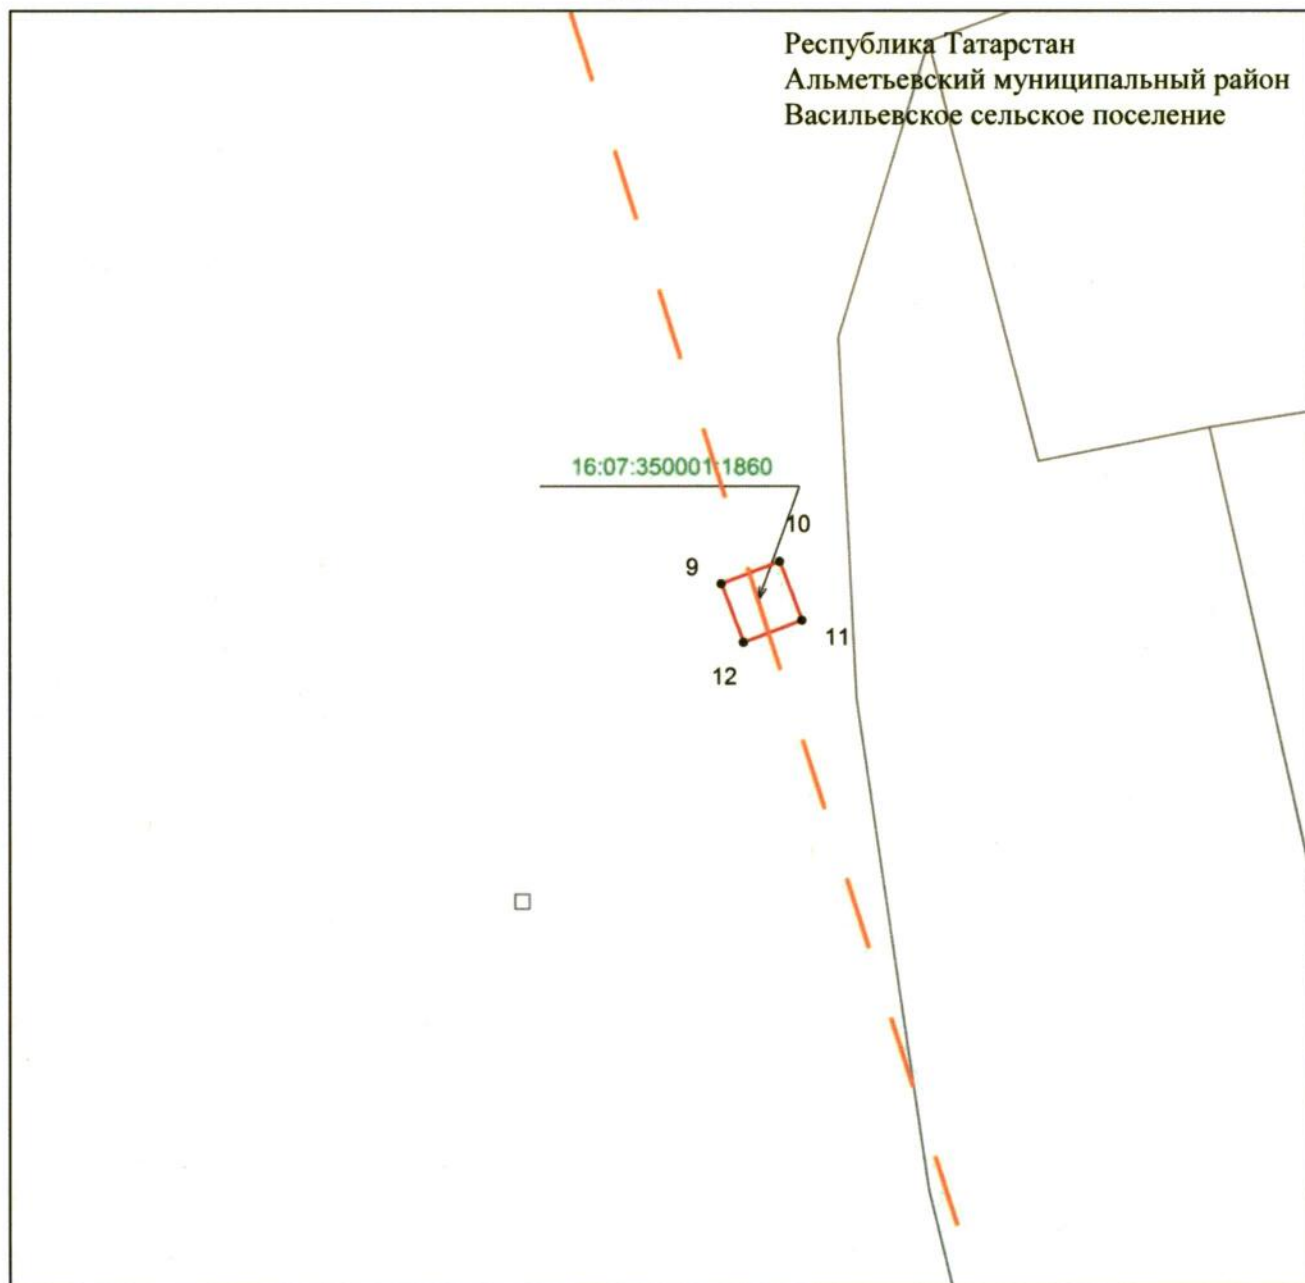 Республика Татарстан
Альметьевский муниципальный район
Васильевское сельское поселение
16:07:350001:1860
10
9
11
12